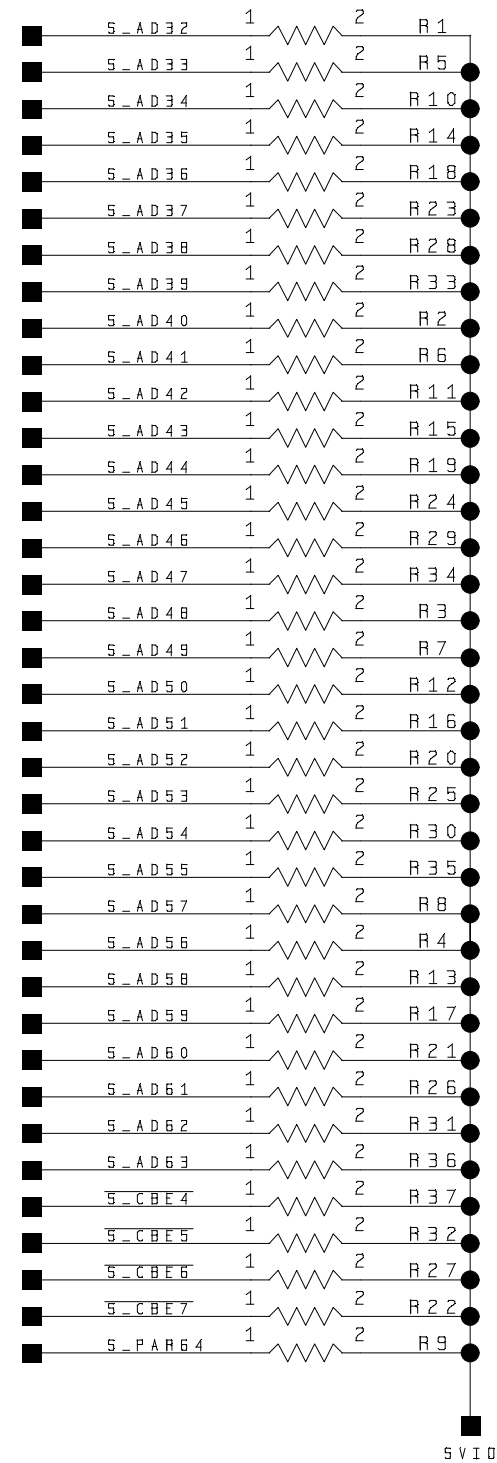 S_AD32 1 2 R1
S_AD33 1 2 R5
S_AD34 1 2 R10
S_AD35 1 2 R14
S_AD36 1 2 R18
S_AD37 1 2 R23
S_AD38 1 2 R28
S_AD39 1 2 R33
S_AD40 1 2 R2
S_AD41 1 2 R6
S_AD42 1 2 R11
S_AD43 1 2 R15
S_AD44 1 2 R19
S_AD45 1 2 R24
S_AD46 1 2 R29
S_AD47 1 2 R34
S_AD48 1 2 R3
S_AD49 1 2 R7
S_AD50 1 2 R12
S_AD51 1 2 R16
S_AD52 1 2 R20
S_AD53 1 2 R25
S_AD54 1 2 R30
S_AD55 1 2 R35
S_AD57 1 2 R8
S_AD56 1 2 R4
S_AD58 1 2 R13
S_AD59 1 2 R17
S_AD60 1 2 R21
S_AD61 1 2 R26
S_AD62 1 2 R31
S_AD63 1 2 R36
S_CBE4 1 2 R37
S_CBE5 1 2 R32
S_CBE6 1 2 R27
S_CBE7 1 2 R22
S_PAR64 1 2 R9
SVIO